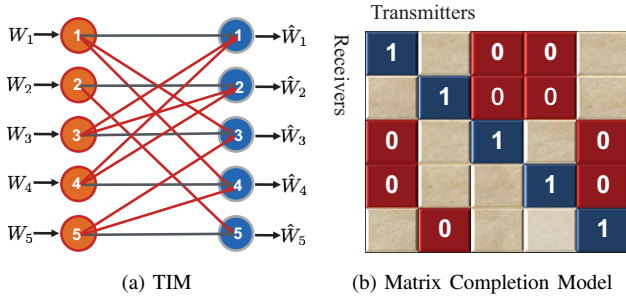 W₁ 1 1 Ŵ₁
W₂ 2 2 Ŵ₂
W₃ 3 3 Ŵ₃
W₄ 4 4 Ŵ₄
W₅ 5 5 Ŵ₅
(a) TIM
Transmitters
Receivers
1 0 0
1 0 0
0 1 0
0 1 0
0 1
(b) Matrix Completion Model